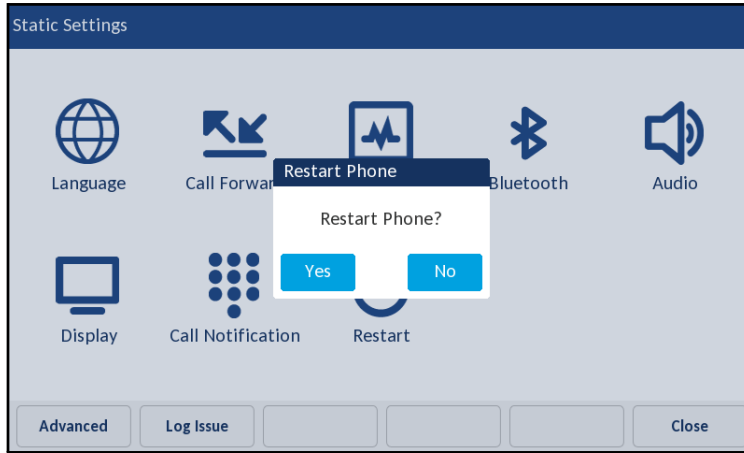 Static Settings
Language
Call Forwar
Bluetooth
Audio
Restart Phone
Restart Phone?
Yes
No
Display
Call Notification
Restart
Advanced
Log Issue
Close